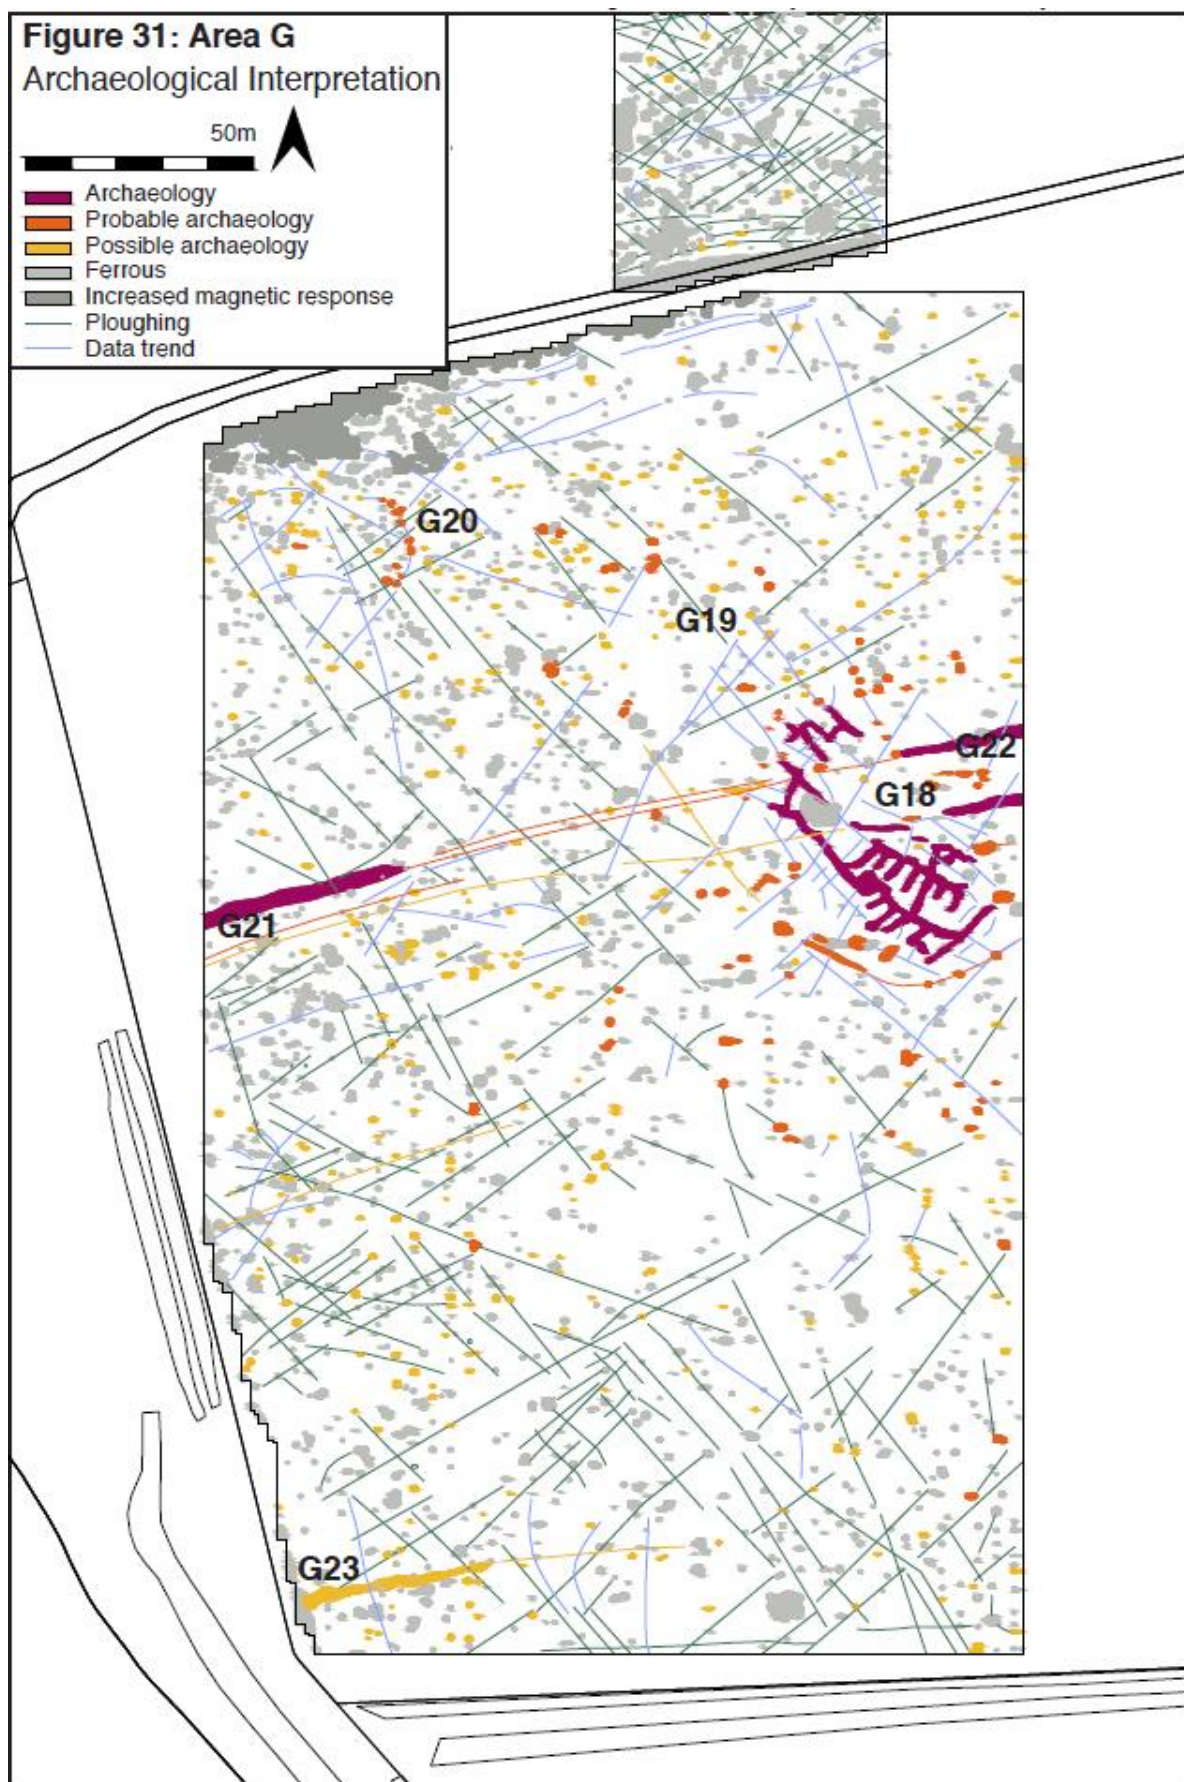 Figure 31: Area G
Archaeological Interpretation
50m
Archaeology
Probable archaeology
Possible archaeology
Ferrous
Increased magnetic response
Ploughing
Data trend
G20
G19
G22
G18
G21
G23